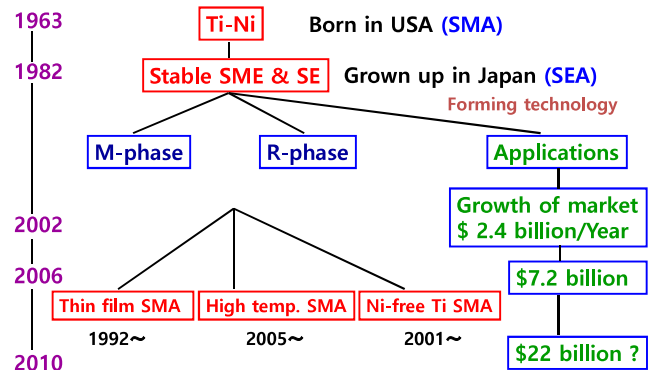 1963
Ti-Ni
Born in USA (SMA)
1982
Stable SME & SE
Grown up in Japan (SEA)
Forming technology
M-phase
R-phase
Applications
Growth of market
$ 2.4 billion/Year
2002
2006
$7.2 billion
Thin film SMA
High temp. SMA
Ni-free Ti SMA
1992~
2005~
2001~
$22 billion ?
2010